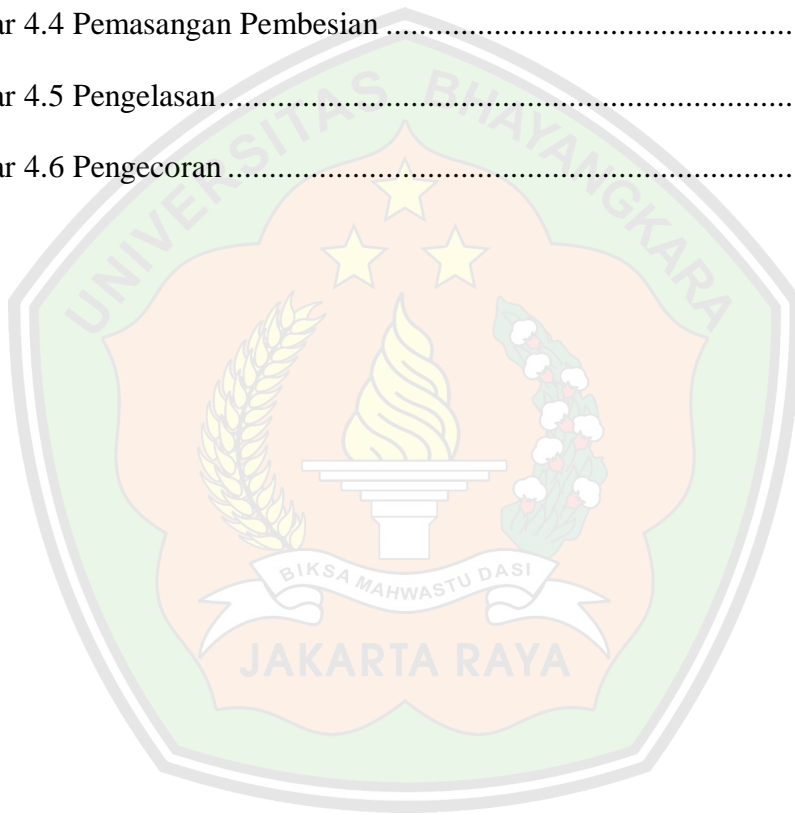 ar 4.4 Pemasangan Pembesian ..................................................
ar 4.5 Pengelasan.......................................................................
ar 4.6 Pengecoran ......................................................................
UNIVERSITAS BHAYANGKARA
BIKSA MAHWASTU DASI
JAKARTA RAYA